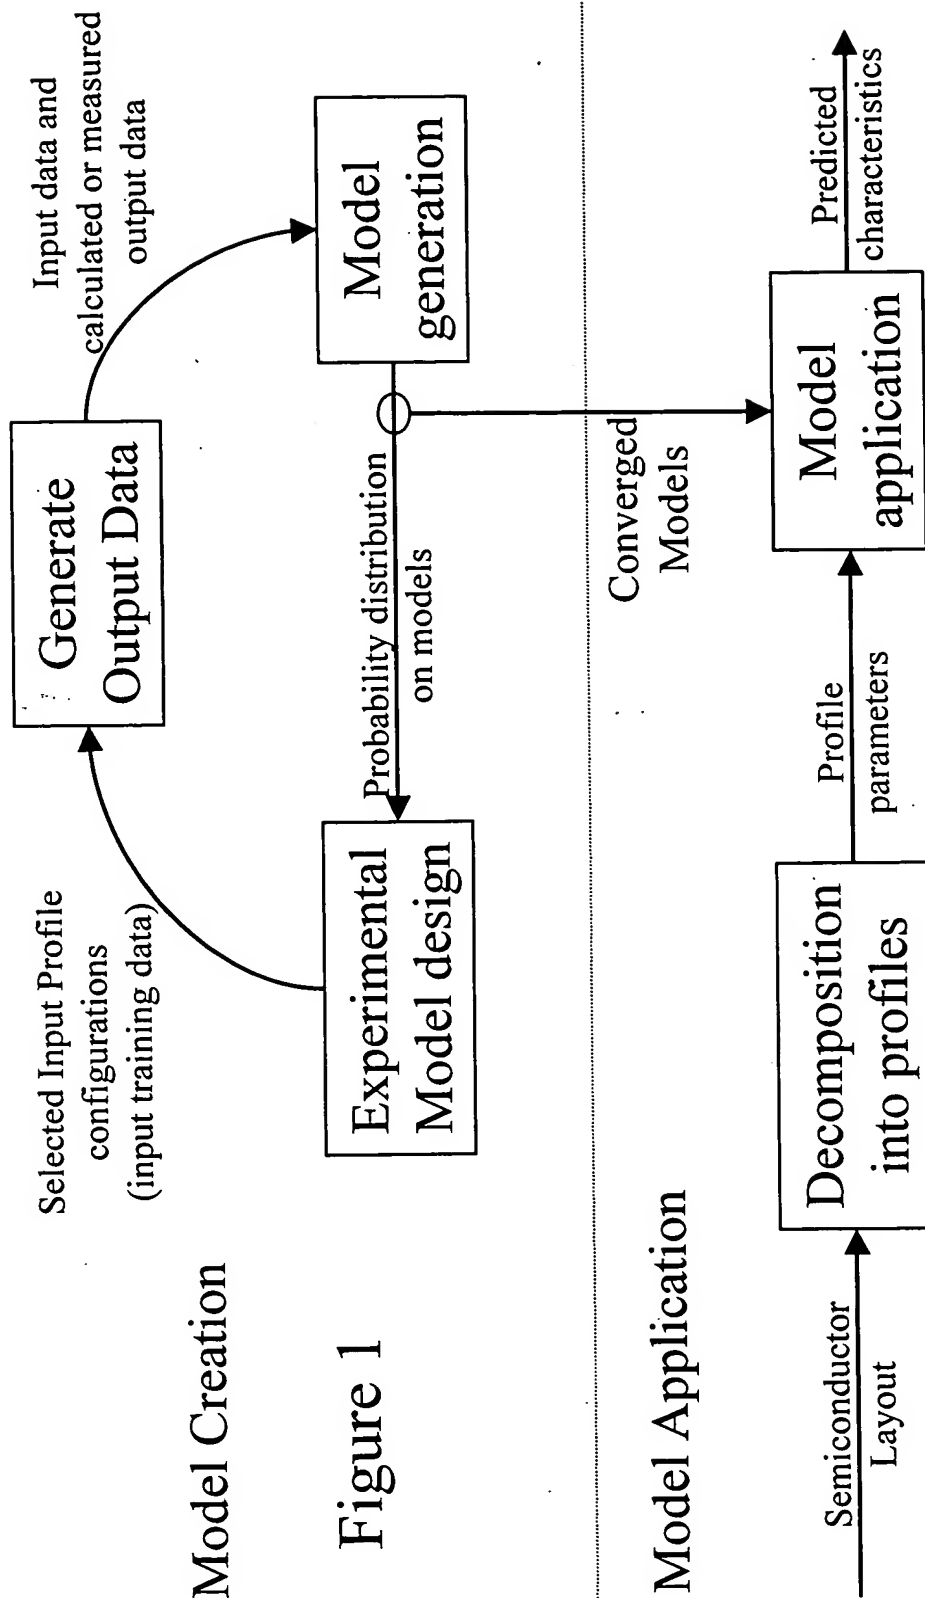 Model Creation
Figure 1
Selected Input Profile
configurations
(input training data)
Generate
Output Data
Input data and
calculated or measured
output data
Experimental
Model design
Probability distribution
on models
Model
generation
Converged
Models
Model Application
Semiconductor
Layout
Decomposition
into profiles
Profile
parameters
Model
application
Predicted
characteristics